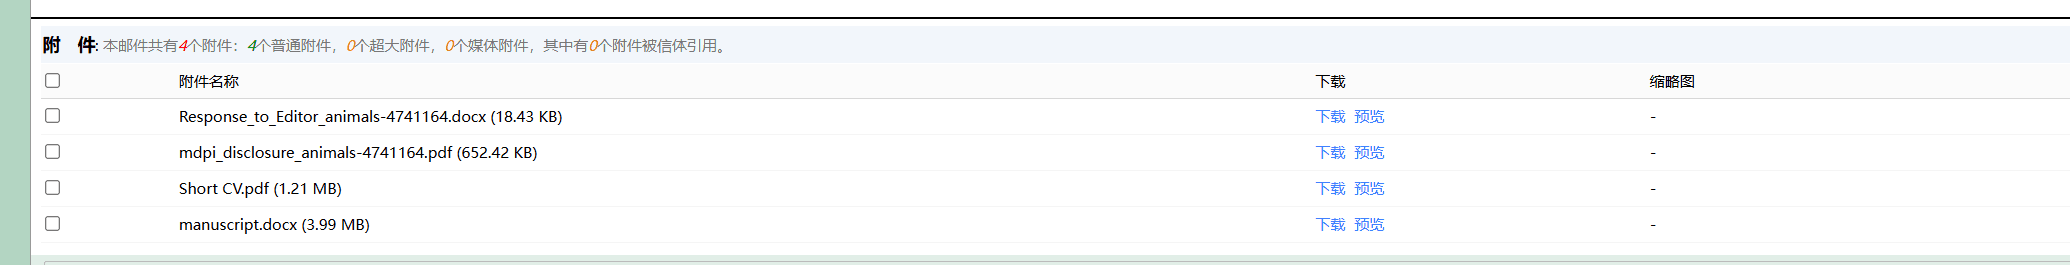 附 件: 本邮件共有4个附件：4个普通附件，0个超大附件，0个媒体附件，其中有0个附件被信体引用。
附件名称 下载 缩略图
Response_to_Editor_animals-4741164.docx (18.43 KB) 下载 预览 -
mdpi_disclosure_animals-4741164.pdf (652.42 KB) 下载 预览 -
Short CV.pdf (1.21 MB) 下载 预览 -
manuscript.docx (3.99 MB) 下载 预览 -